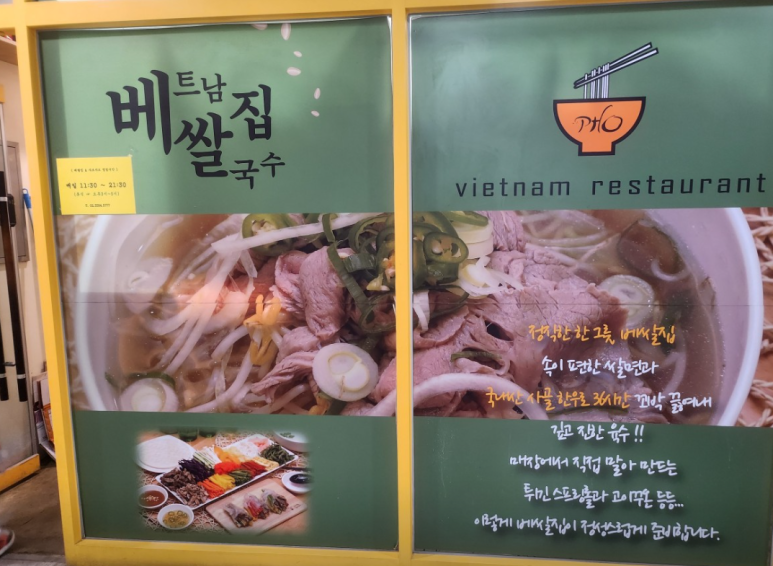 베트남
쌀국수집
매일 11:30 ~ 21:30
PHO
vietnam restaurant
정직한 한 그릇, 베쌀집
속이 편한 쌀면과
국내산 사골 한우로 36시간 꼬박 끓여내
깊고 진한 육수 !!
매장에서 직접 말아 만드는
튀긴 스프링롤과 고이꾸온 등등...
이렇게 베쌀집이 정성스럽게 준비합니다.